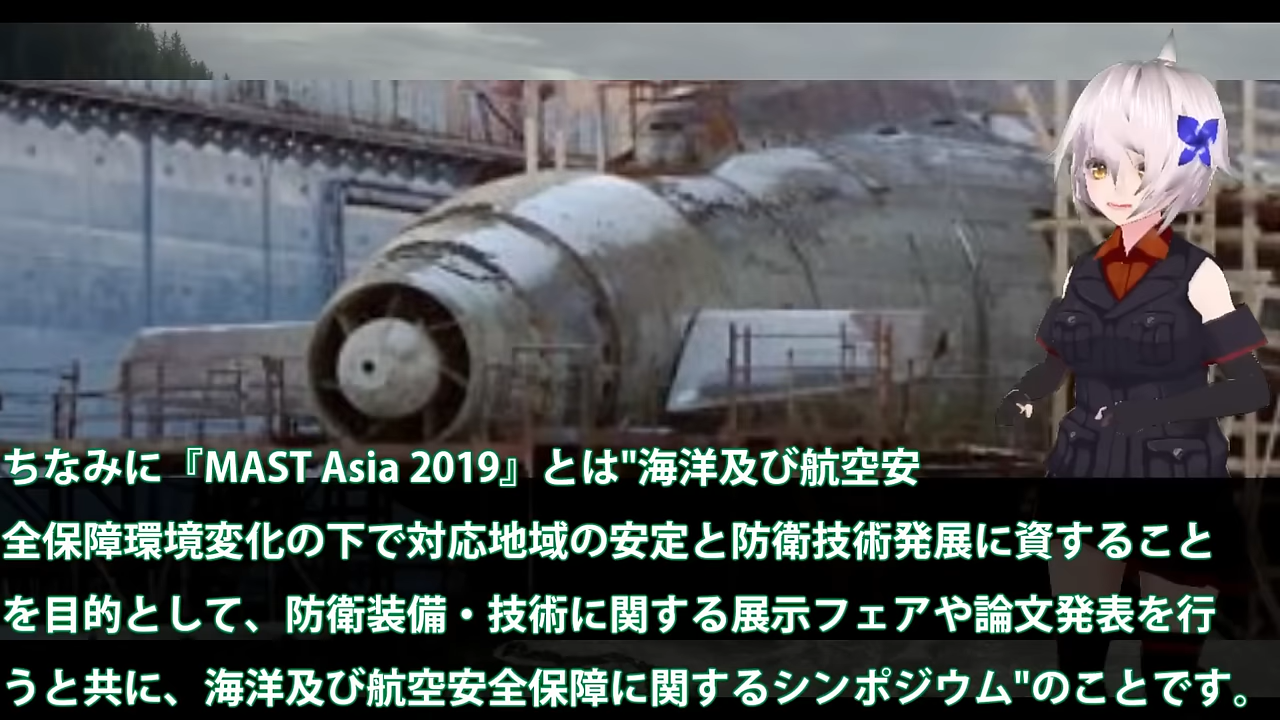 ちなみに『MAST Asia 2019』とは"海洋及び航空安
全保障環境変化の下で対応地域の安定と防衛技術発展に資すること
を目的として、防衛装備・技術に関する展示フェアや論文発表を行
うと共に、海洋及び航空安全保障に関するシンポジウム"のことです。